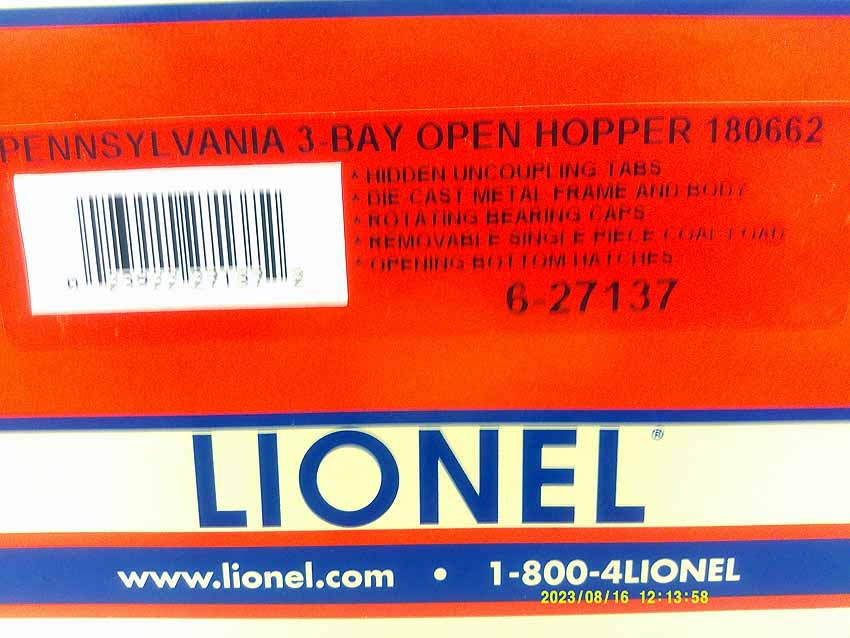 PENNSYLVANIA 3-BAY OPEN HOPPER 180662
* HIDDEN UNCOUPLING TABS
* DIE-CAST METAL FRAME AND BODY
* ROTATING BEARING CAPS
* REMOVABLE SINGLE PIECE COAL LOAD
* OPENING BOTTOM HATCHES
6-27137
LIONEL®
www.lionel.com • 1-800-4LIONEL
2023/08/16 12:13:58